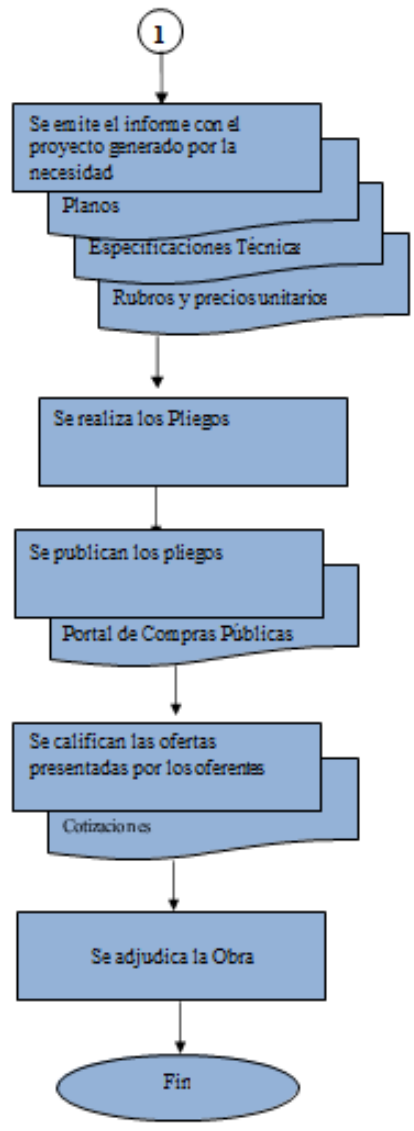 1
Se emite el informe con el
proyecto generado por la
necesidad
Planos
Especificaciones Técnicas
Rubros y precios unitarios
Se realiza los Pliegos
Se publican los pliegos
Portal de Compras Públicas
Se califican las ofertas
presentadas por los oferentes
Cotizaciones
Se adjudica la Obra
Fin